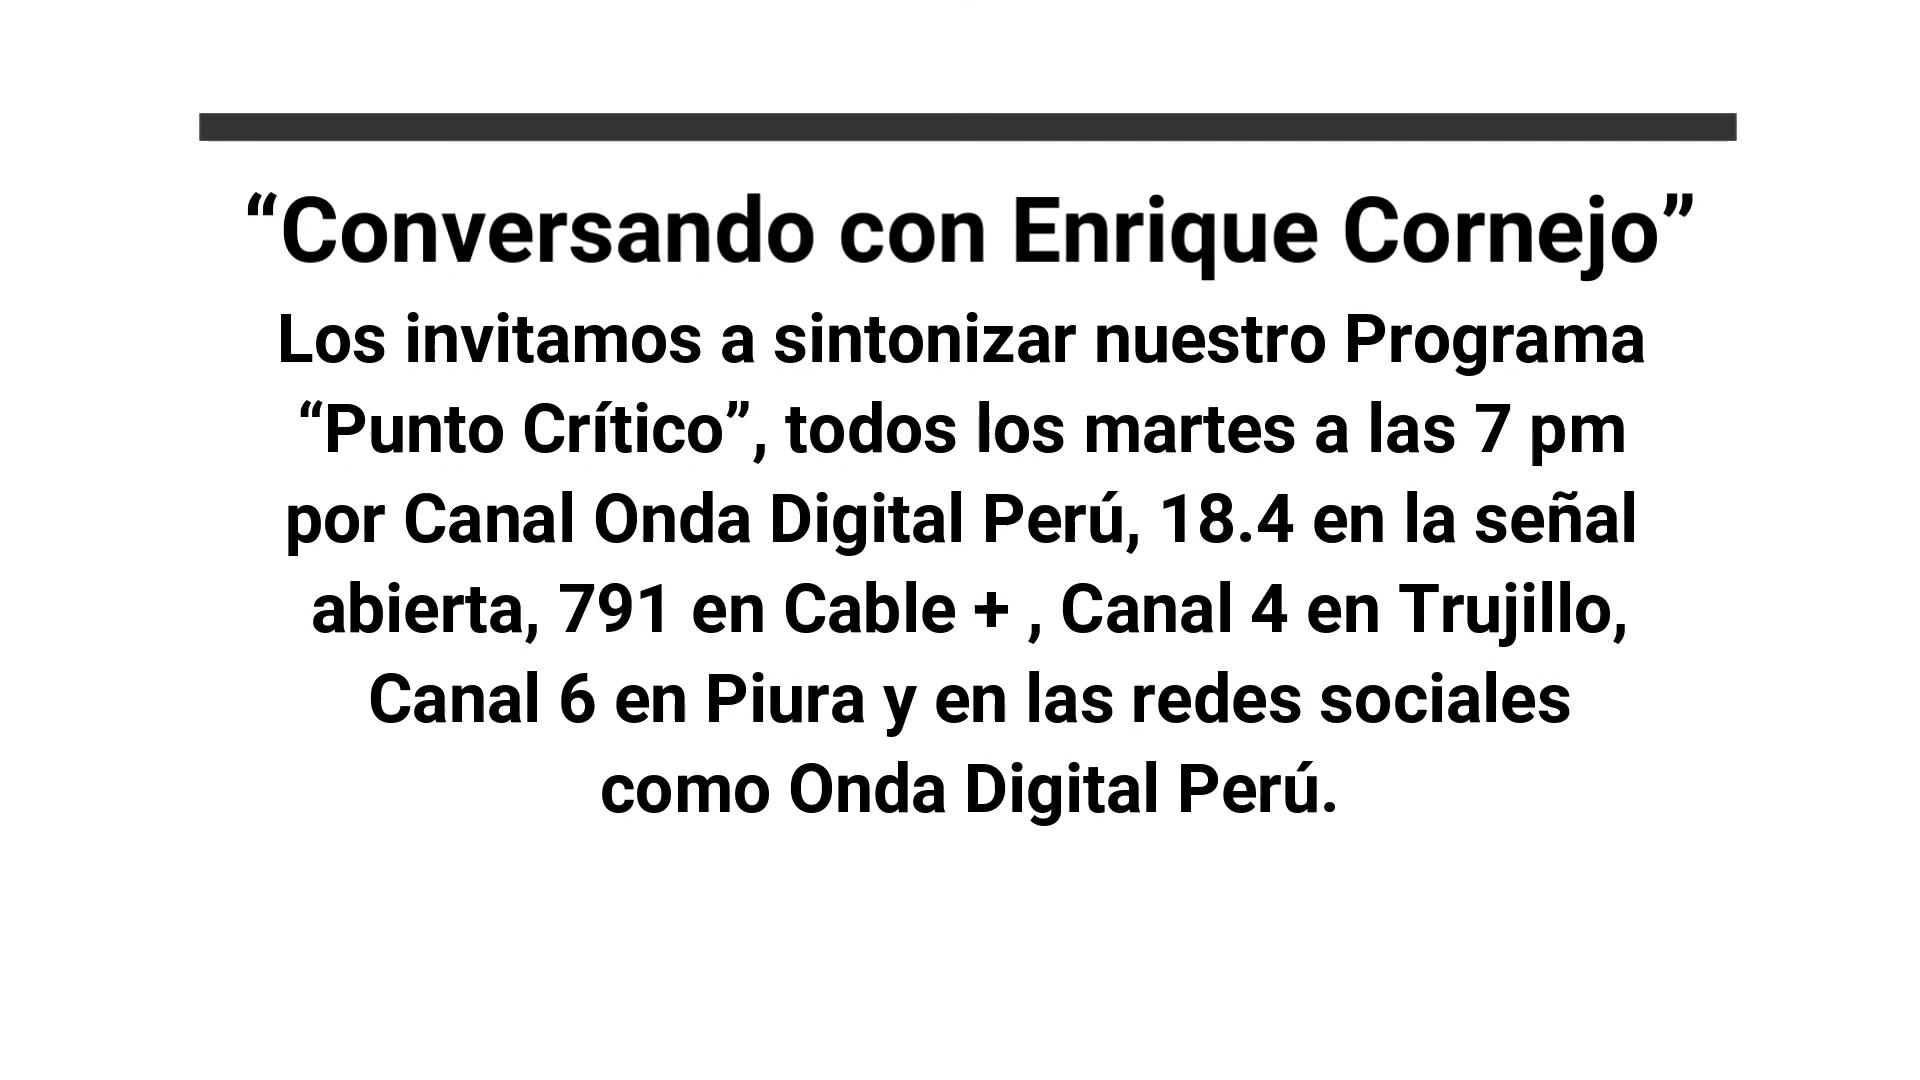 “Conversando con Enrique Cornejo”
Los invitamos a sintonizar nuestro Programa
“Punto Crítico”, todos los martes a las 7 pm
por Canal Onda Digital Perú, 18.4 en la señal
abierta, 791 en Cable + , Canal 4 en Trujillo,
Canal 6 en Piura y en las redes sociales
como Onda Digital Perú.